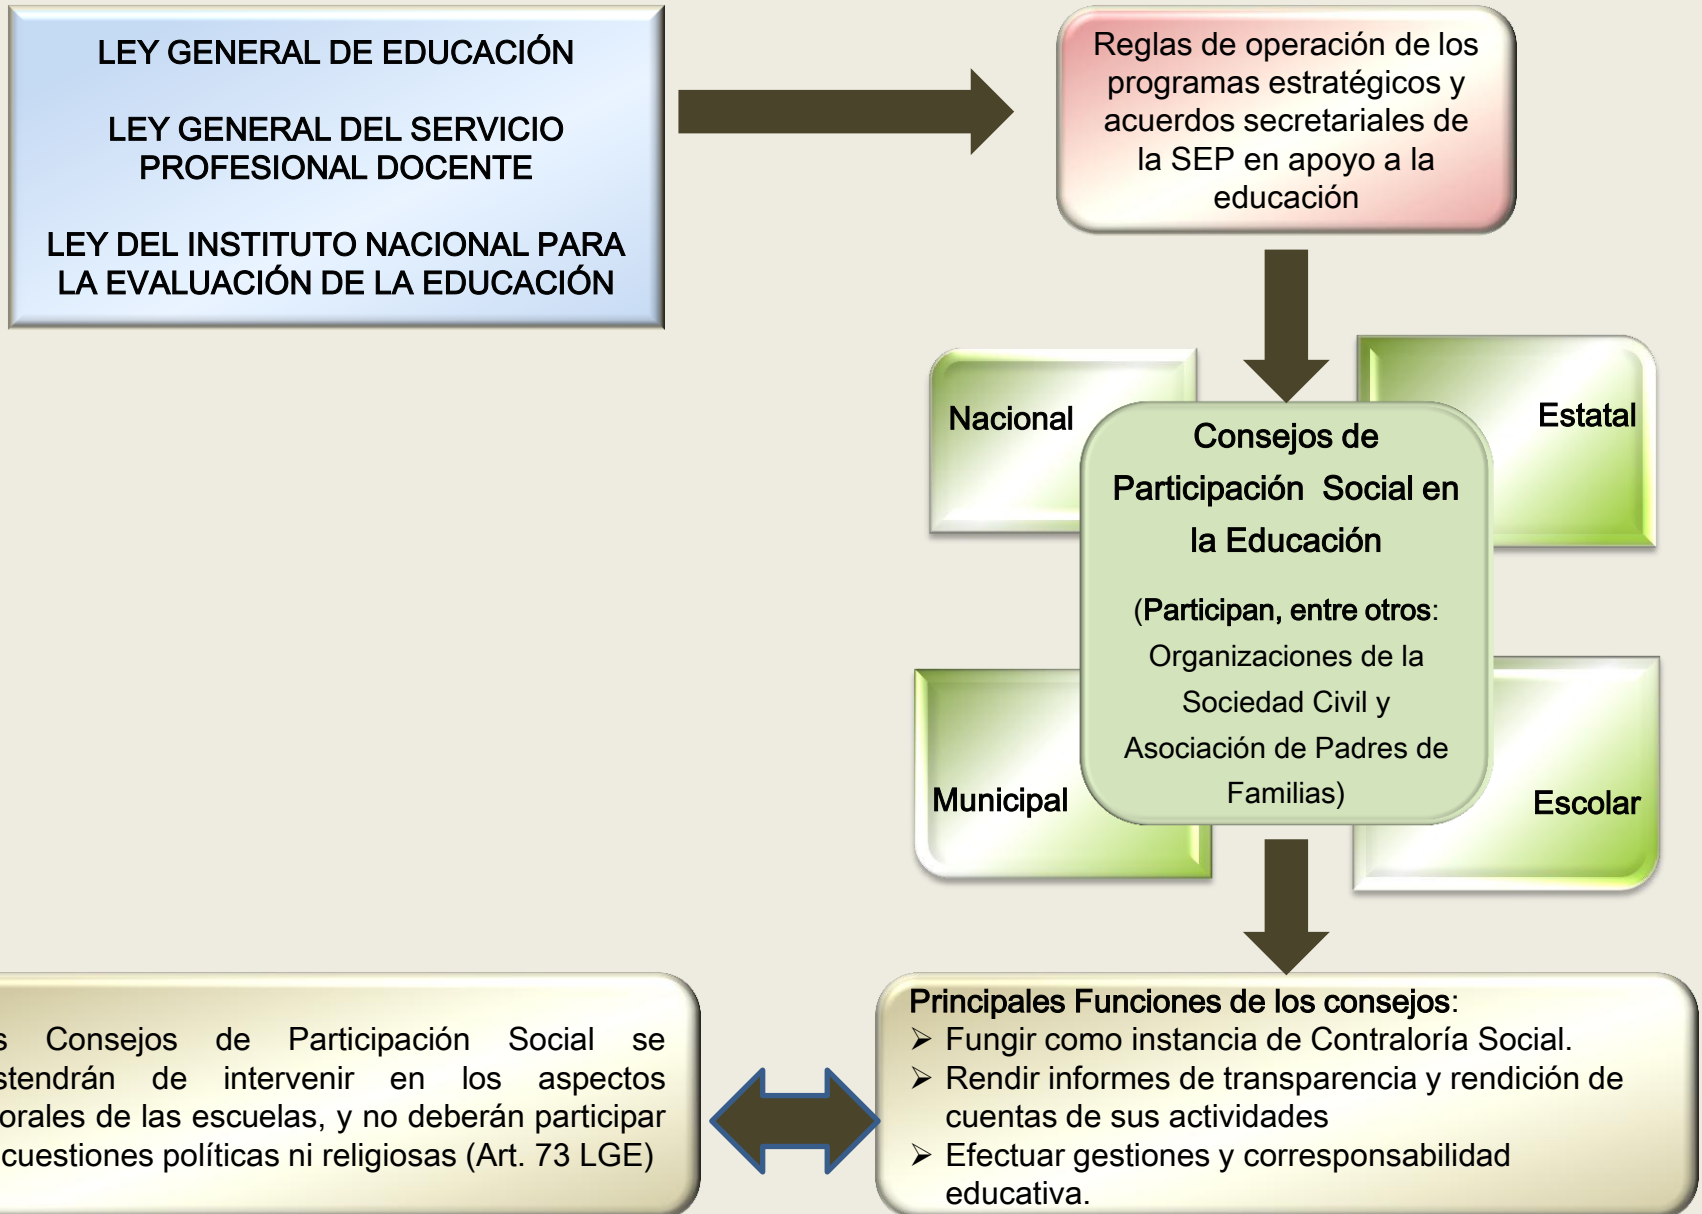 LEY GENERAL DE EDUCACIÓN
LEY GENERAL DEL SERVICIO
PROFESIONAL DOCENTE
LEY DEL INSTITUTO NACIONAL PARA
LA EVALUACIÓN DE LA EDUCACIÓN
Reglas de operación de los
programas estratégicos y
acuerdos secretariales de
la SEP en apoyo a la
educación
Nacional
Estatal
Consejos de
Participación Social en
la Educación
(Participan, entre otros:
Organizaciones de la
Sociedad Civil y
Asociación de Padres de
Familias)
Municipal
Escolar
Consejos de Participación Social se
de intervenir en los aspectos
de las escuelas, y no deberán participar
cuestiones políticas ni religiosas (Art. 73 LGE)
Principales Funciones de los consejos:
➢ Fungir como instancia de Contraloría Social.
➢ Rendir informes de transparencia y rendición de
cuentas de sus actividades
➢ Efectuar gestiones y corresponsabilidad
educativa.